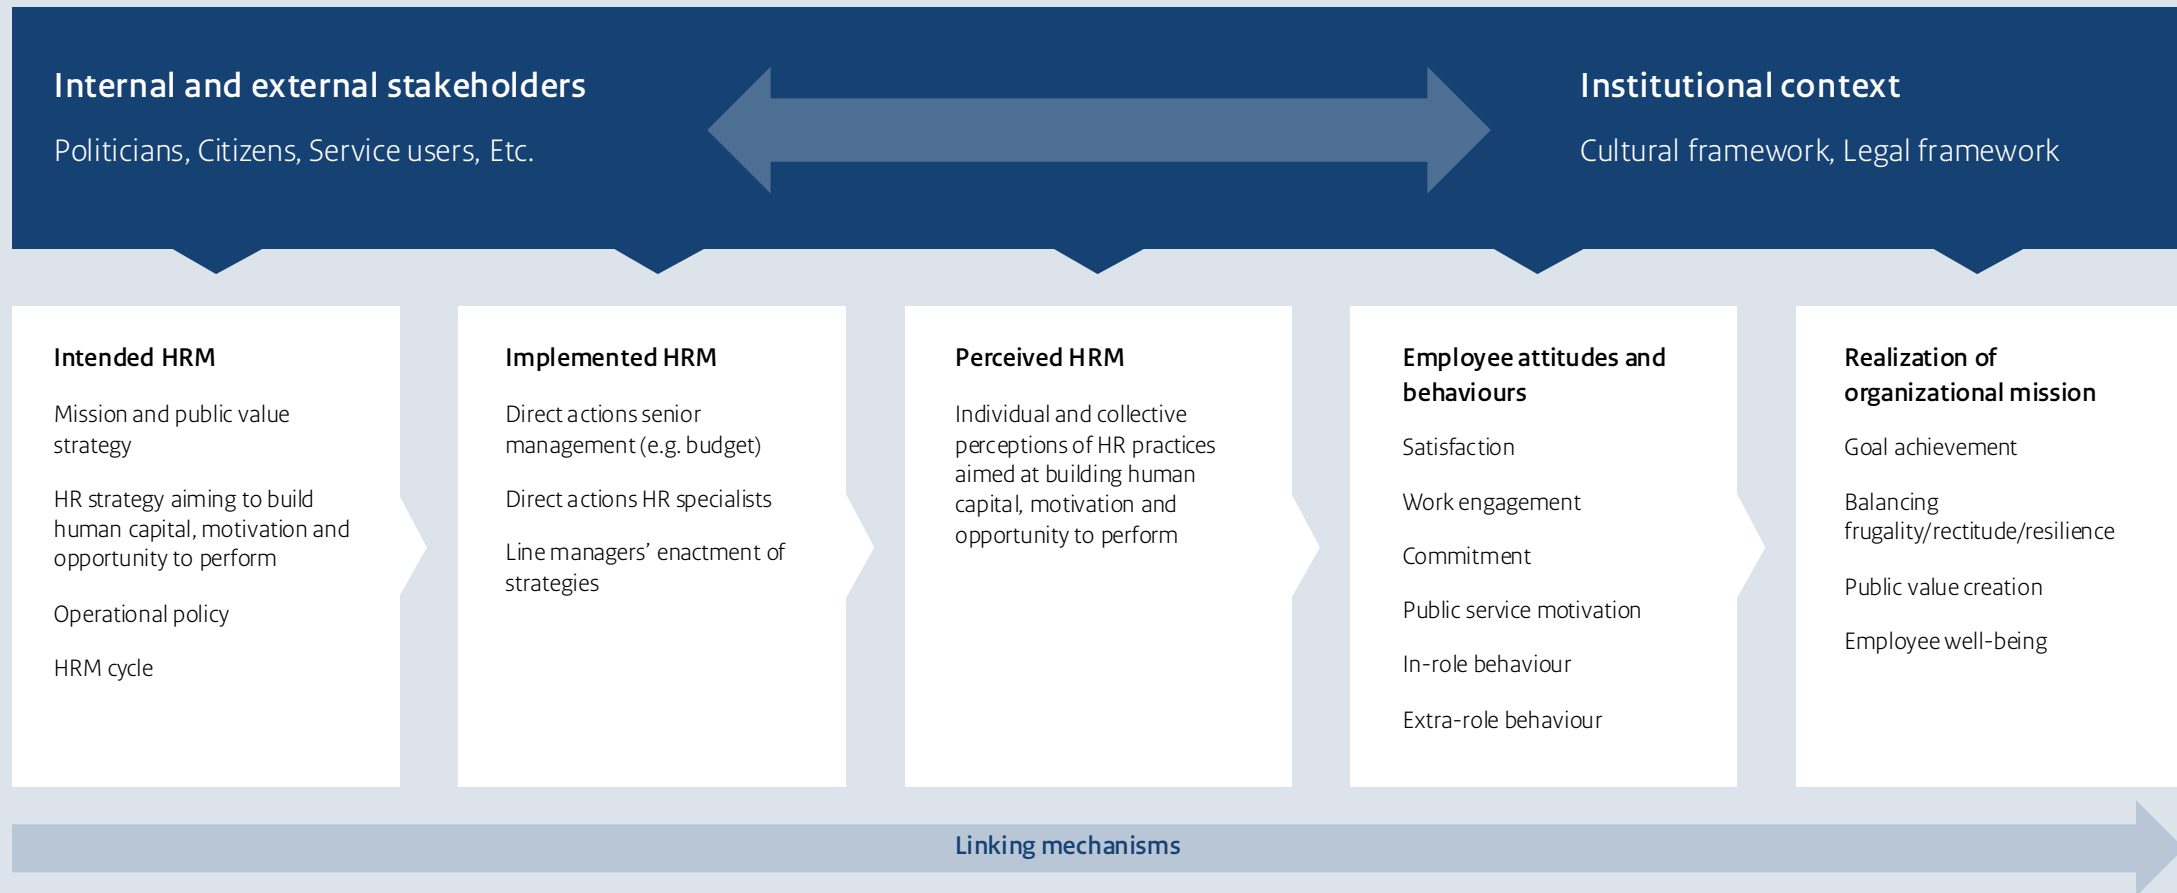 Internal and external stakeholders
Politicians, Citizens, Service users, Etc.
Institutional context
Cultural framework, Legal framework
Intended HRM
Mission and public value
strategy
HR strategy aiming to build
human capital, motivation and
opportunity to perform
Operational policy
HRM cycle
Implemented HRM
Direct actions senior
management (e.g. budget)
Direct actions HR specialists
Line managers’ enactment of
strategies
Perceived HRM
Individual and collective
perceptions of HR practices
aimed at building human
capital, motivation and
opportunity to perform
Employee attitudes and
behaviours
Satisfaction
Work engagement
Commitment
Public service motivation
In-role behaviour
Extra-role behaviour
Realization of
organizational mission
Goal achievement
Balancing
frugality/rectitude/resilience
Public value creation
Employee well-being
Linking mechanisms